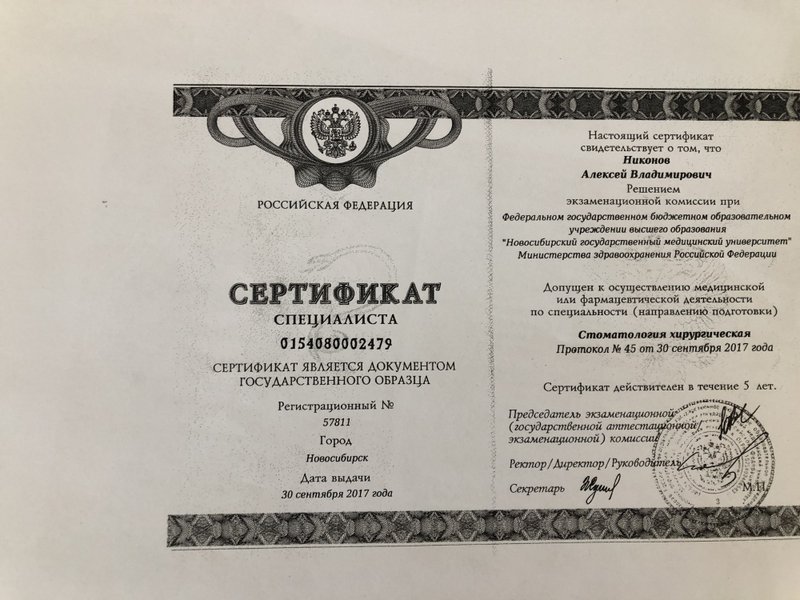 РОССИЙСКАЯ ФЕДЕРАЦИЯ
СЕРТИФИКАТ
СПЕЦИАЛИСТА
0154080002479
СЕРТИФИКАТ ЯВЛЯЕТСЯ ДОКУМЕНТОМ
ГОСУДАРСТВЕННОГО ОБРАЗЦА
Регистрационный №
57811
Город
Новосибирск
Дата выдачи
30 сентября 2017 года
Настоящий сертификат
свидетельствует о том, что
Никонов
Алексей Владимирович
Решением
экзаменационной комиссии при
Федеральном государственном бюджетном образовательном
учреждении высшего образования
"Новосибирский государственный медицинский университет"
Министерства здравоохранения Российской Федерации
Допущен к осуществлению медицинской
или фармацевтической деятельности
по специальности (направлению подготовки)
Стоматология хирургическая
Протокол № 45 от 30 сентября 2017 года
Сертификат действителен в течение 5 лет.
Председатель экзаменационной
(государственной аттестационной/
экзаменационной) комиссии
Ректор/Директор/Руководитель
Секретарь
М.П.